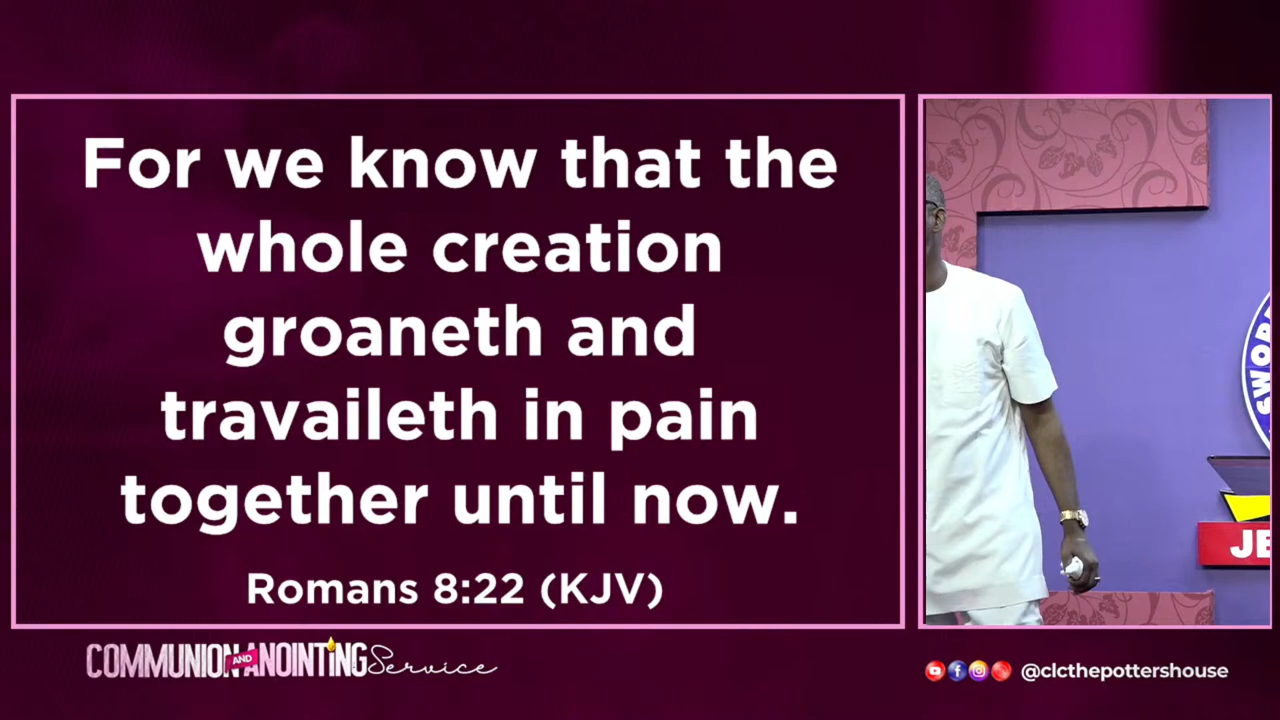 For we know that the
whole creation
groaneth and
travaileth in pain
together until now.
Romans 8:22 (KJV)
JE
COMMUNION AND ANOINTING Service
@clcthepottershouse